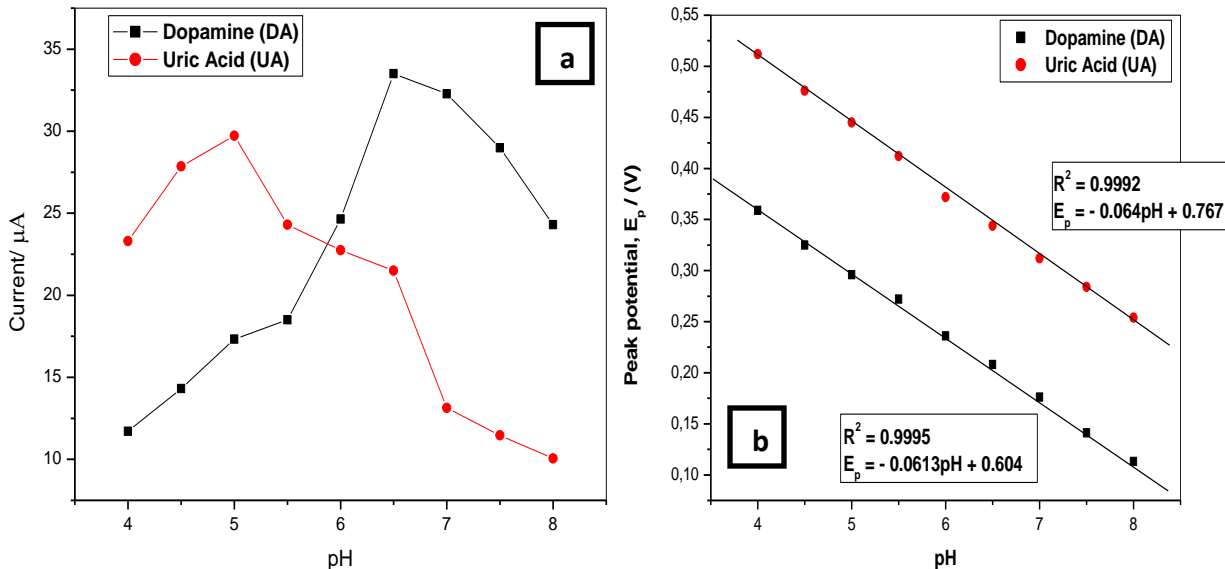 Dopamine (DA)
Uric Acid (UA)
a
35
30
25
20
15
10
Current/ µA
4 5 6 7 8
pH
Dopamine (DA)
Uric Acid (UA)
0,55
0,50
0,45
0,40
0,35
0,30
0,25
0,20
0,15
0,10
Peak potential, Ep / (V)
R² = 0.9992
Ep = - 0.064pH + 0.767
b
R² = 0.9995
Ep = - 0.0613pH + 0.604
4 5 6 7 8
pH